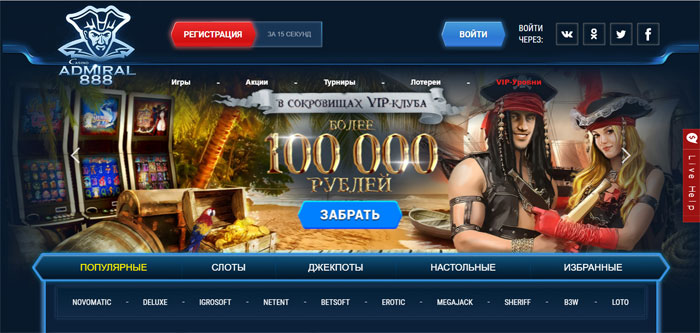 CASINO
ADMIRAL
888
РЕГИСТРАЦИЯ
ЗА 15 СЕКУНД
ВОЙТИ
ВОЙТИ
ЧЕРЕЗ:
Игры - Акции - Турниры - Лотереи - VIP-Уровни
В СОКРОВИЩАХ VIP-КЛУБА
БОЛЕЕ
100 000
РУБЛЕЙ
ЗАБРАТЬ
$
Live Help
ПОПУЛЯРНЫЕ СЛОТЫ ДЖЕКПОТЫ НАСТОЛЬНЫЕ ИЗБРАННЫЕ
NOVOMATIC - DELUXE - IGROSOFT - NETENT - BETSOFT - EROTIC - MEGAJACK - SHERIFF - B3W - LOTO